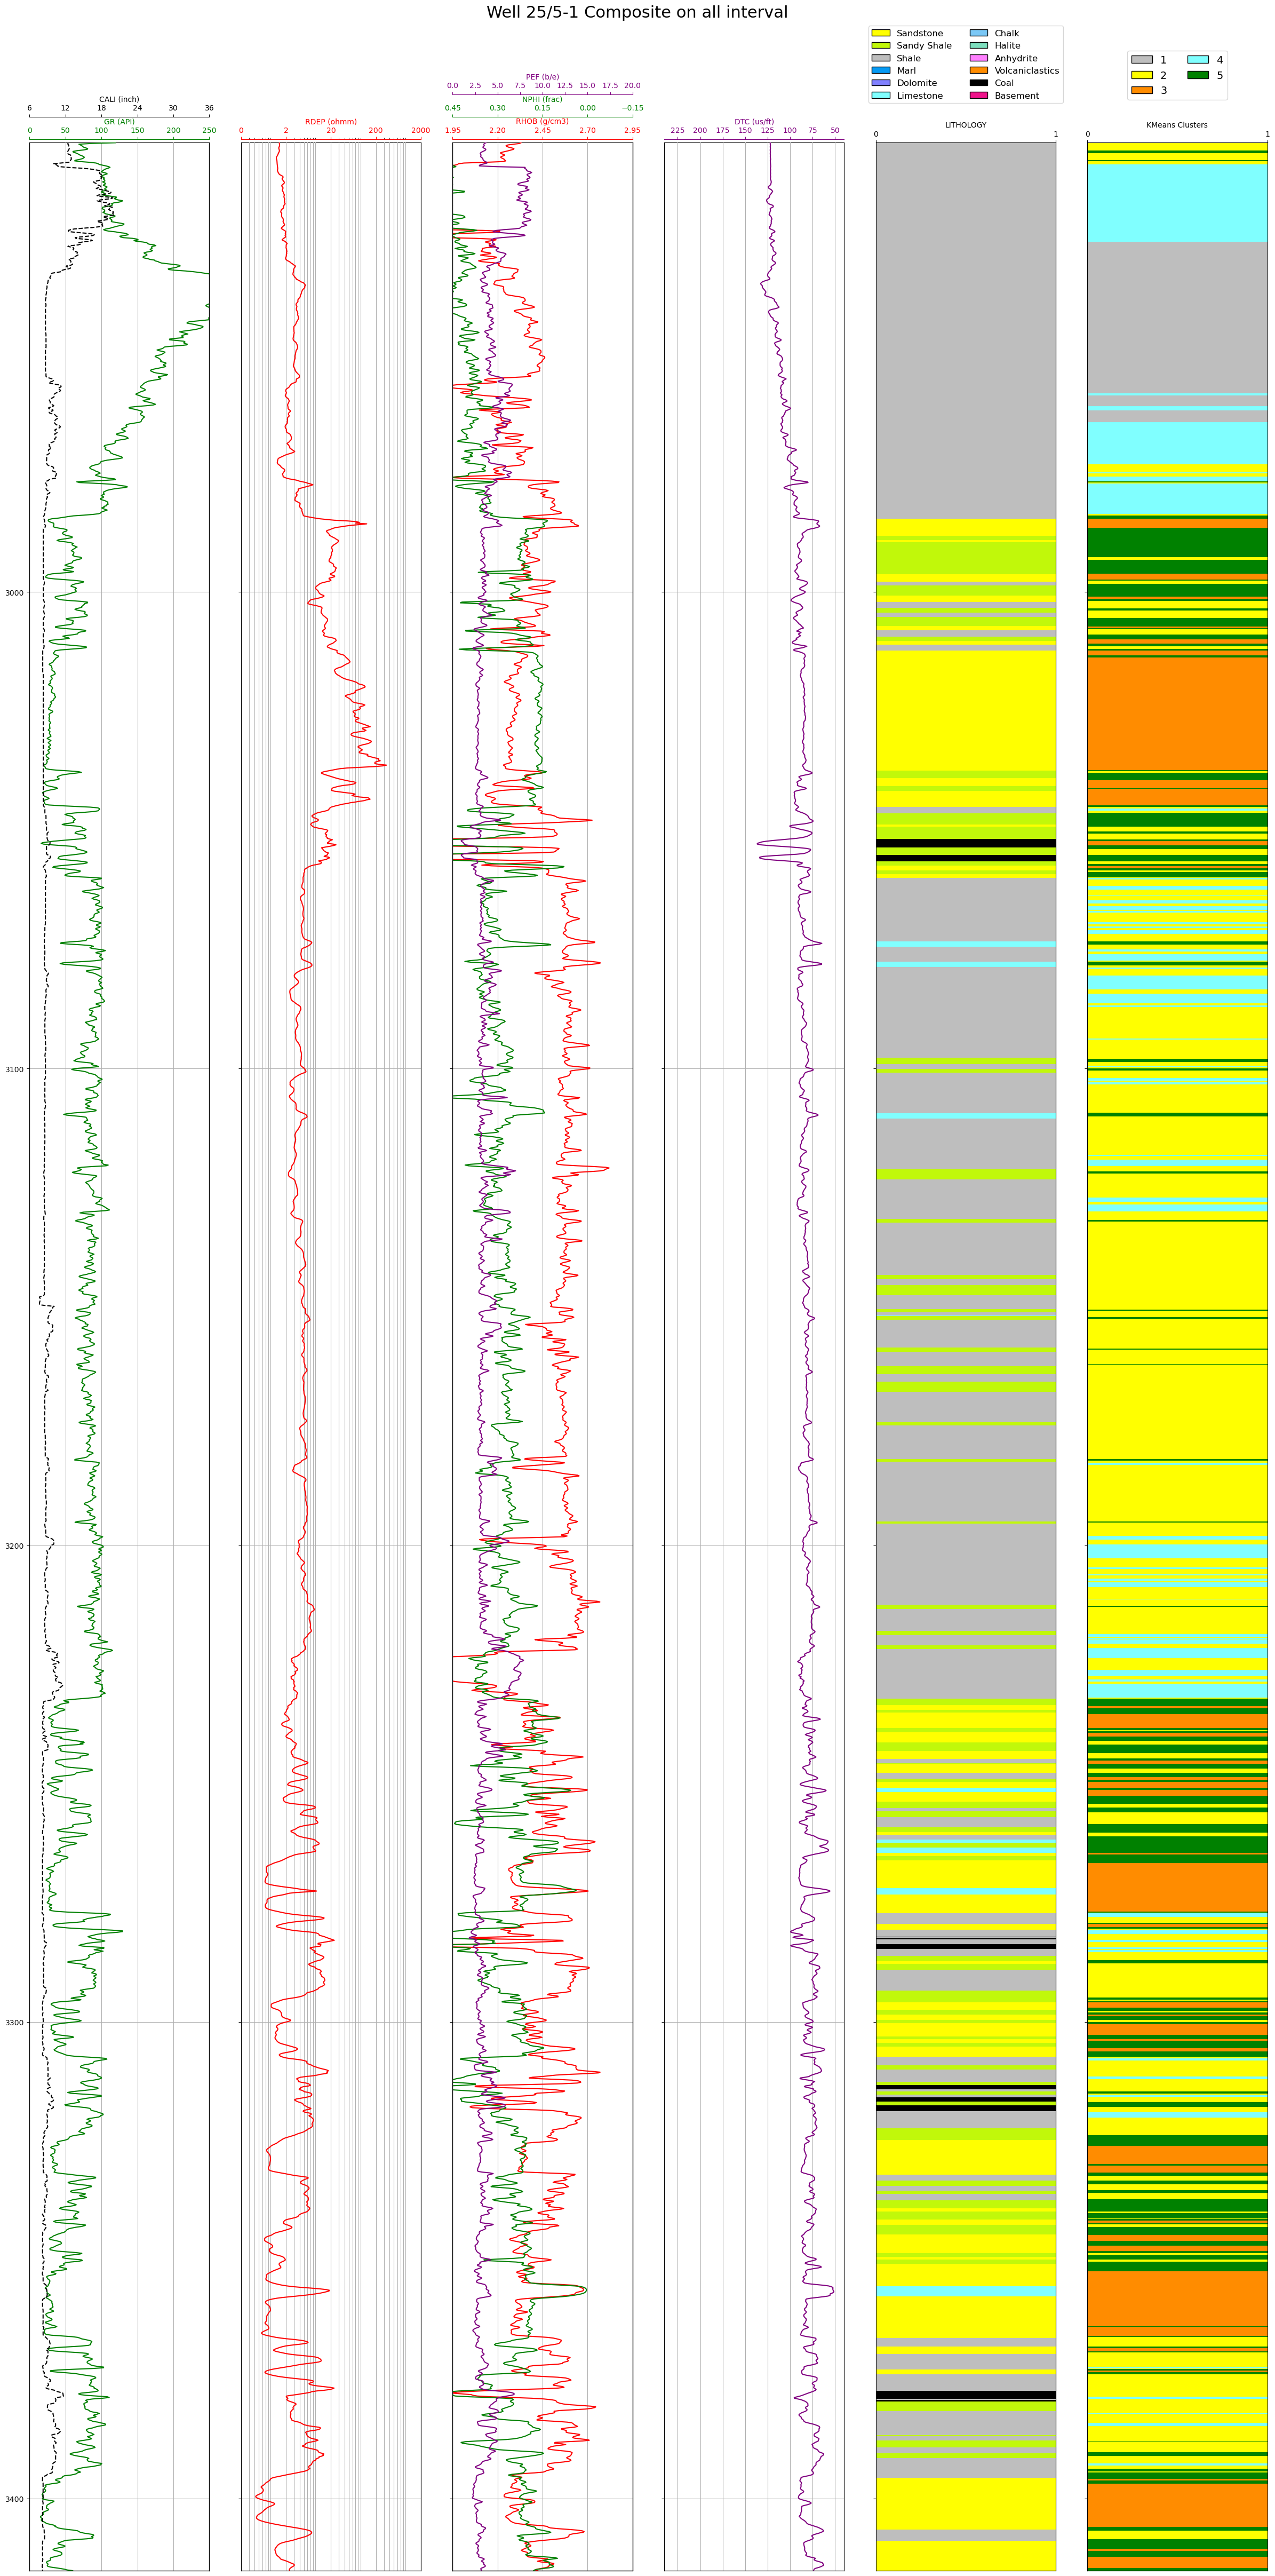 Well 25/5-1 Composite on all interval
Sandstone Chalk
Sandy Shale Halite
Shale Anhydrite
Marl Volcaniclastics
Dolomite Coal
Limestone Basement
1 4
2 5
3
PEF (b/e)
0.0 2.5 5.0 7.5 10.0 12.5 15.0 17.5 20.0
CALI (inch) NPHI (frac)
6 12 18 24 30 36 0.45 0.30 0.15 0.00 −0.15
GR (API) RDEP (ohmm) RHOB (g/cm3) DTC (us/ft) LITHOLOGY KMeans Clusters
0 50 100 150 200 250 0 2 20 200 2000 1.95 2.20 2.45 2.70 2.95 225 200 175 150 125 100 75 50 0 1 0 1
3000
3100
3200
3300
3400